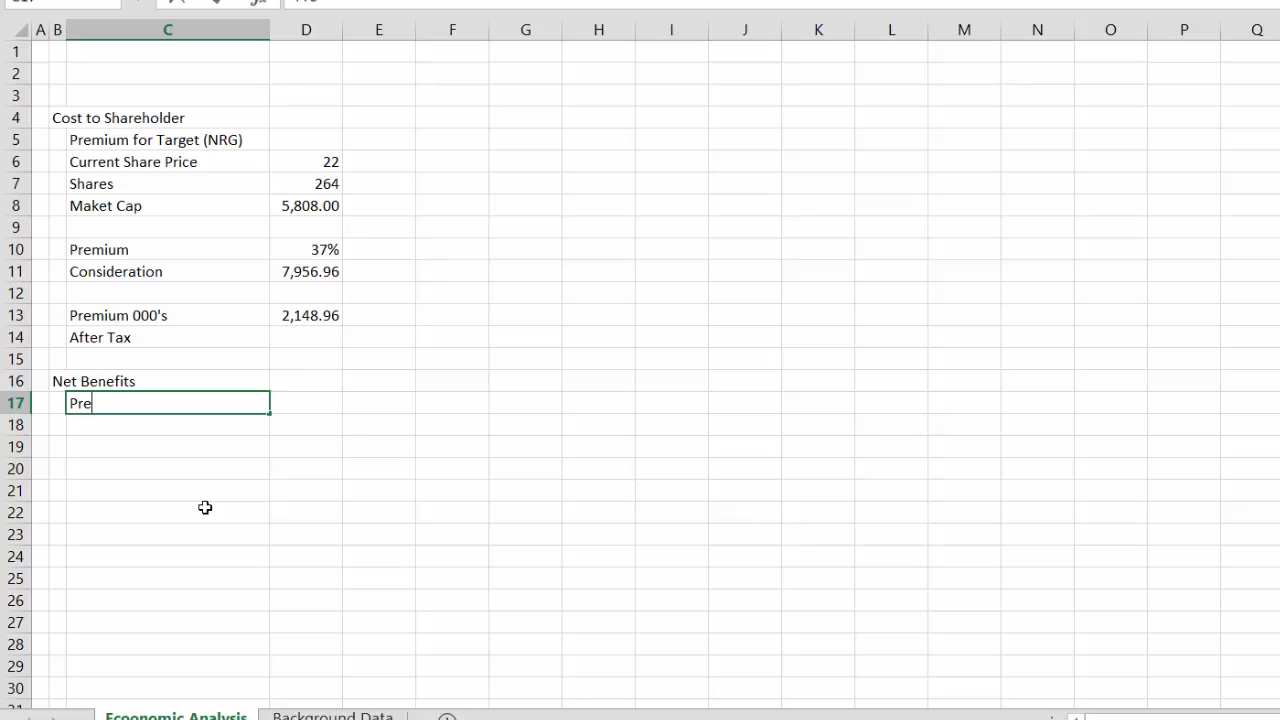 A B C D E F G H I J K L M N O P Q
1
2
3
4 Cost to Shareholder
5 Premium for Target (NRG)
6 Current Share Price 22
7 Shares 264
8 Maket Cap 5,808.00
9
10 Premium 37%
11 Consideration 7,956.96
12
13 Premium 000's 2,148.96
14 After Tax
15
16 Net Benefits
17 Pre
18
19
20
21
22
23
24
25
26
27
28
29
30
Ecoonomic Analysis Background Data